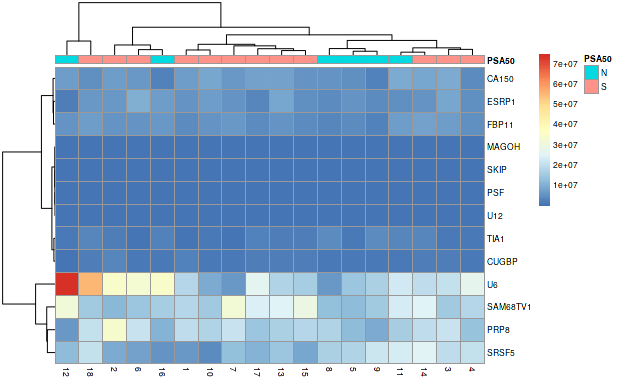 PSA50
CA150
ESRP1
FBP11
MAGOH
SKIP
PSF
U12
TIA1
CUGBP
U6
SAM68TV1
PRP8
SRSF5
12 18 2 6 16 1 10 7 17 13 15 8 5 9 11 14 3 4
7e+07
6e+07
5e+07
4e+07
3e+07
2e+07
1e+07
PSA50
N
S